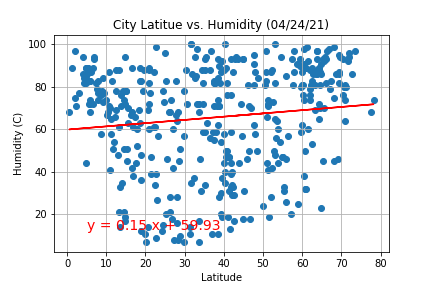 City Latitue vs. Humidity (04/24/21)
100
80
60
40
20
Humidity (C)
y = 0.15 x + 59.93
0 10 20 30 40 50 60 70 80
Latitude